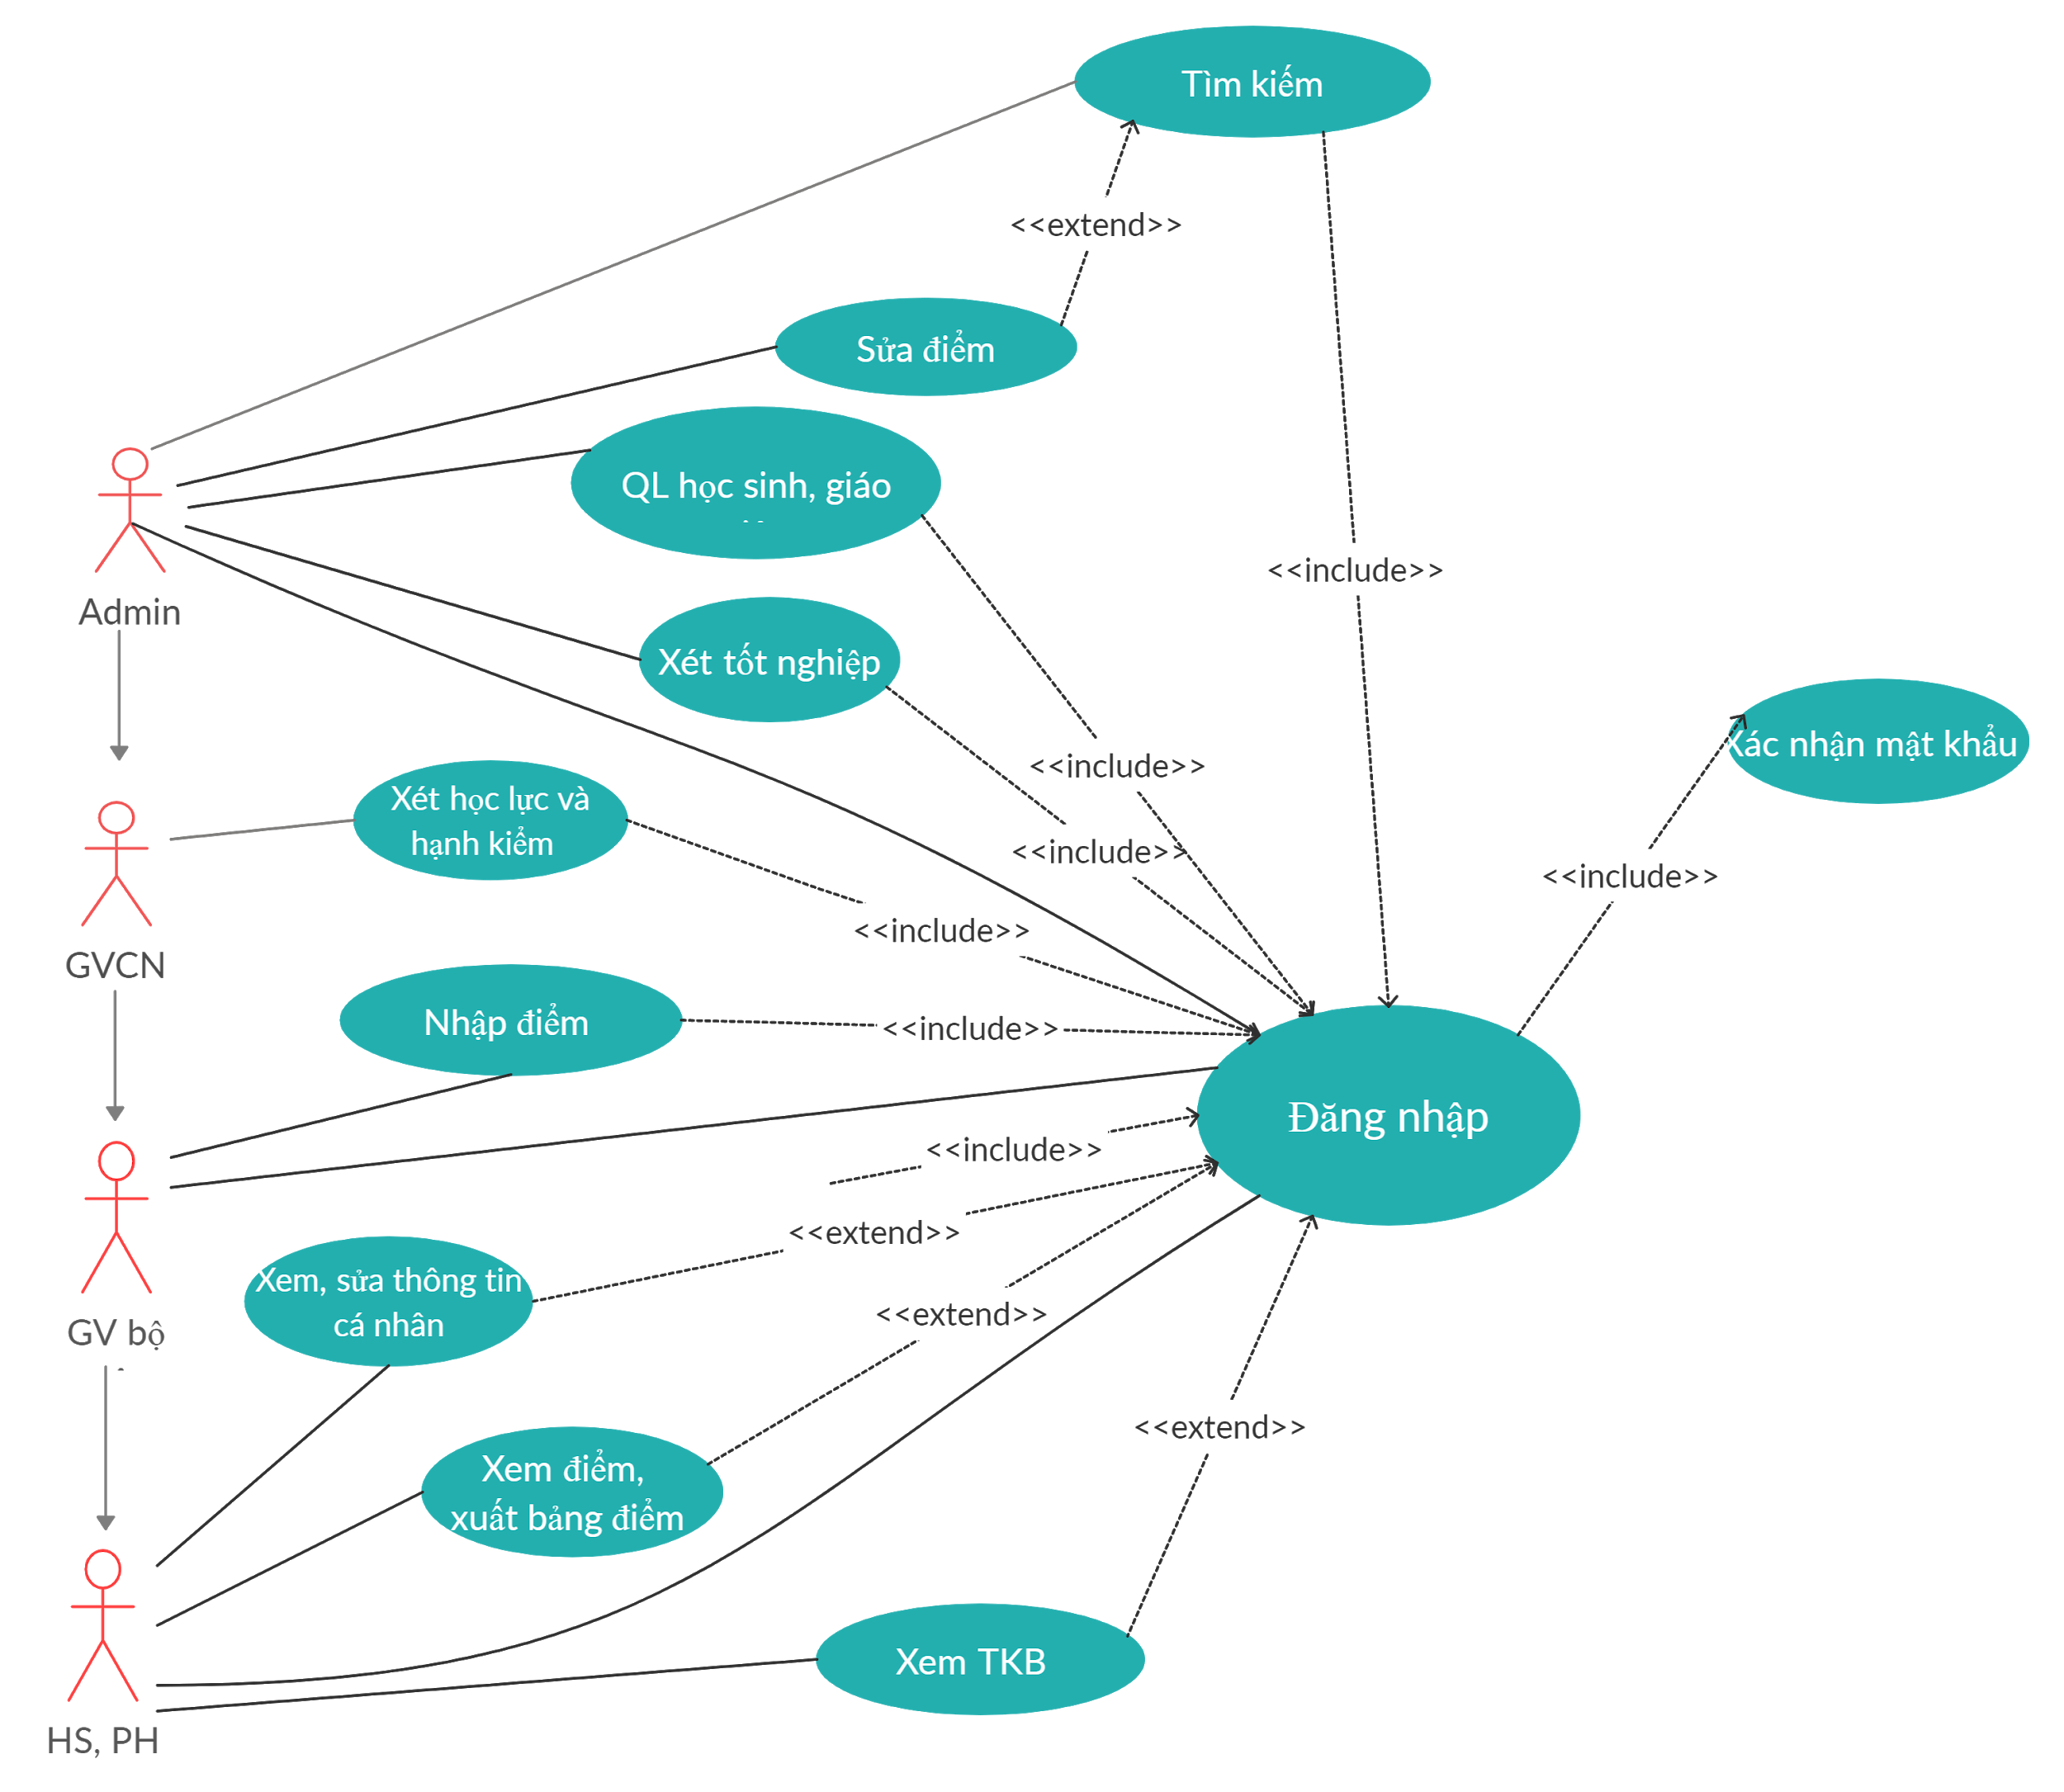 Tìm kiếm
<<extend>>
Sửa điểm
QL học sinh, giáo
<<include>>
Admin
Xét tốt nghiệp
Xác nhận mật khẩu
<<include>>
Xét học lực và
hạnh kiểm
<<include>>
<<include>>
<<include>>
GVCN
Nhập điểm
<<include>>
Đăng nhập
<<include>>
<<extend>>
Xem, sửa thông tin
cá nhân
<<extend>>
GV bộ
<<extend>>
Xem điểm,
xuất bảng điểm
Xem TKB
HS, PH